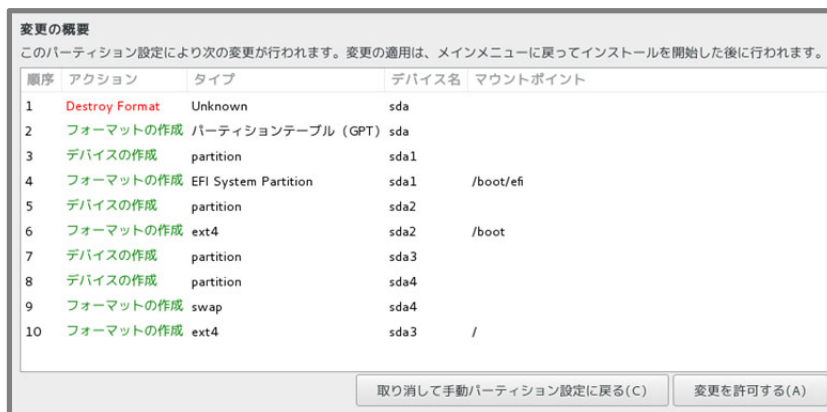 変更の概要
このパーティション設定により次の変更が行われます。変更の適用は、メインメニューに戻ってインストールを開始した後に行われます。
順序 アクション タイプ デバイス名 マウントポイント
1 Destroy Format Unknown sda
2 フォーマットの作成 パーティションテーブル（GPT） sda
3 デバイスの作成 partition sda1
4 フォーマットの作成 EFI System Partition sda1 /boot/efi
5 デバイスの作成 partition sda2
6 フォーマットの作成 ext4 sda2 /boot
7 デバイスの作成 partition sda3
8 デバイスの作成 partition sda4
9 フォーマットの作成 swap sda4
10 フォーマットの作成 ext4 sda3 /
取り消して手動パーティション設定に戻る(C) 変更を許可する(A)